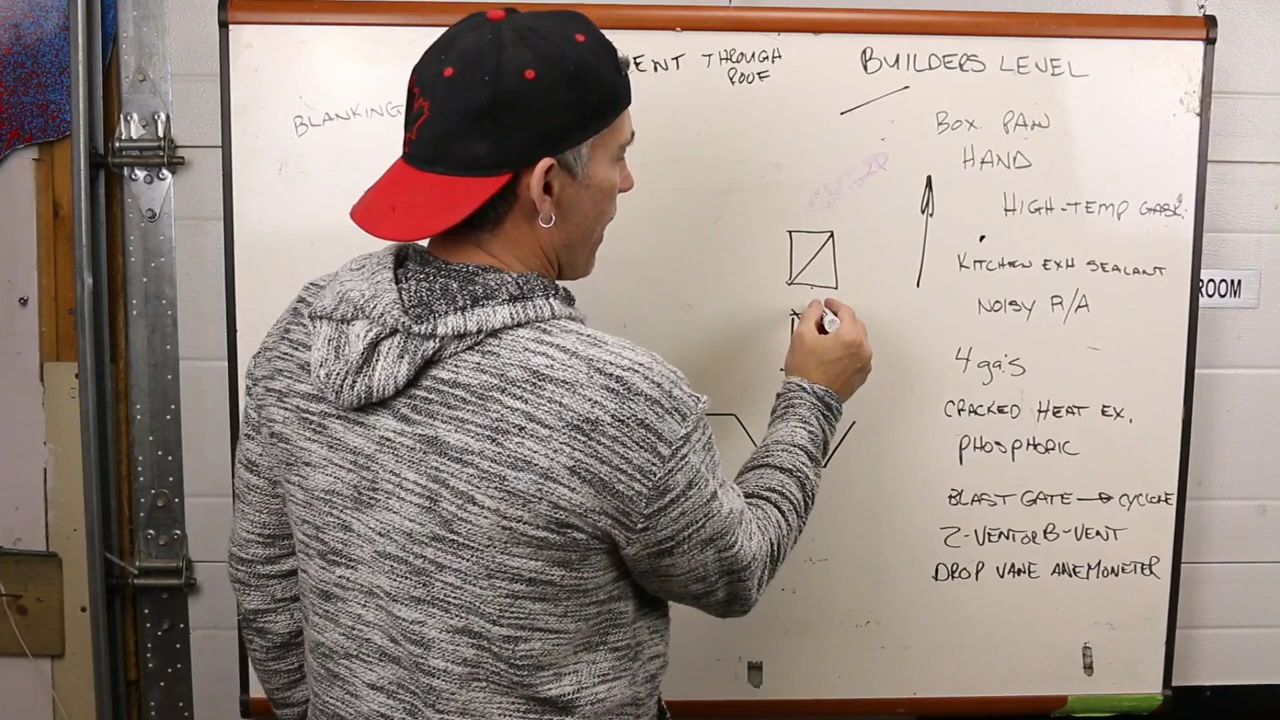 BLANKING
ENT THROUGH
ROOF
BUILDERS LEVEL
BOX PAN
HAND
HIGH-TEMP GASK.
KITCHEN EXH SEALANT
NOISY R/A
4 gas
CRACKED HEAT EX.
PHOSPHORIC
BLAST GATE → CYCLONE
Z-VENT OR B-VENT
DROP VANE ANEMOMETER
ROOM